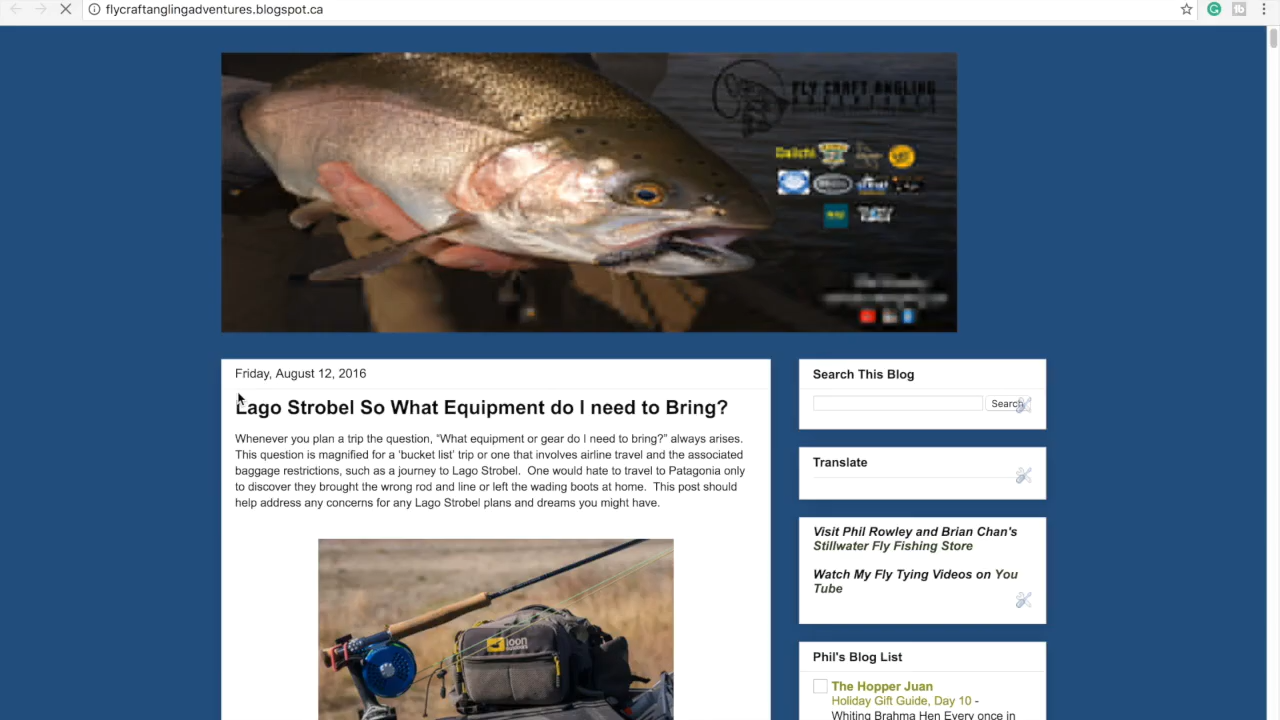 flycraftanglingadventures.blogspot.ca
FLY CRAFT ANGLING
Friday, August 12, 2016
Lago Strobel So What Equipment do I need to Bring?
Whenever you plan a trip the question, “What equipment or gear do I need to bring?” always arises.
This question is magnified for a ‘bucket list’ trip or one that involves airline travel and the associated
baggage restrictions, such as a journey to Lago Strobel.  One would hate to travel to Patagonia only
to discover they brought the wrong rod and line or left the wading boots at home.  This post should
help address any concerns for any Lago Strobel plans and dreams you might have.
loon
Search This Blog
Search
Translate
Visit Phil Rowley and Brian Chan's
Stillwater Fly Fishing Store
Watch My Fly Tying Videos on You
Tube
Phil's Blog List
The Hopper Juan
Holiday Gift Guide, Day 10 -
Whiting Brahma Hen Every once in